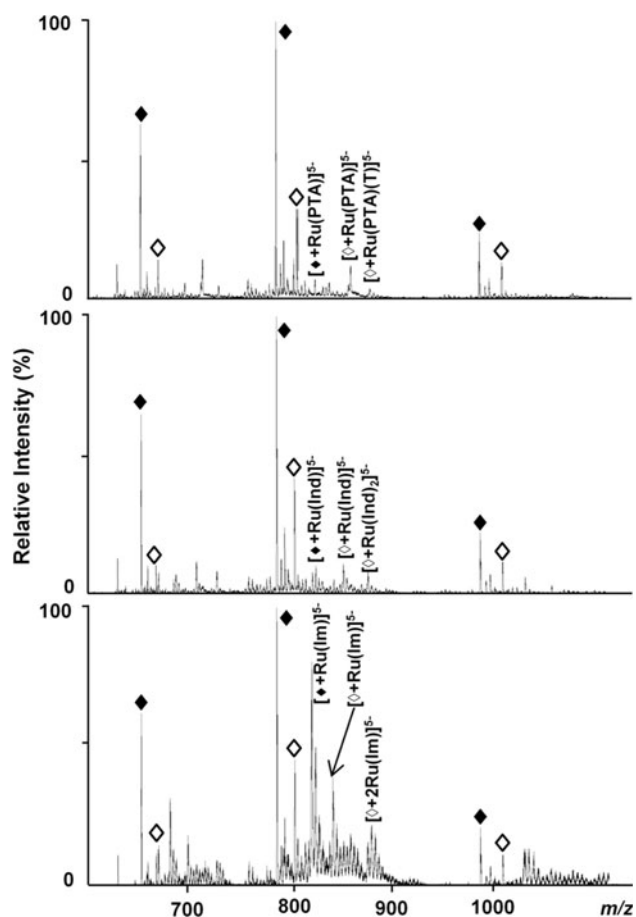 100
[◆+Ru(PTA)]⁵⁻
[◇+Ru(PTA)]⁵⁻
[◇+Ru(PTA)(T)]⁵⁻
0
100
[◆+Ru(Ind)]⁵⁻
[◇+Ru(Ind)]⁵⁻
[◇+Ru(Ind)₂]⁵⁻
0
Relative Intensity (%)
100
[◆+Ru(Im)]⁵⁻
[◇+Ru(Im)]⁵⁻
[◇+2Ru(Im)]⁵⁻
0
700 800 900 1000 m/z